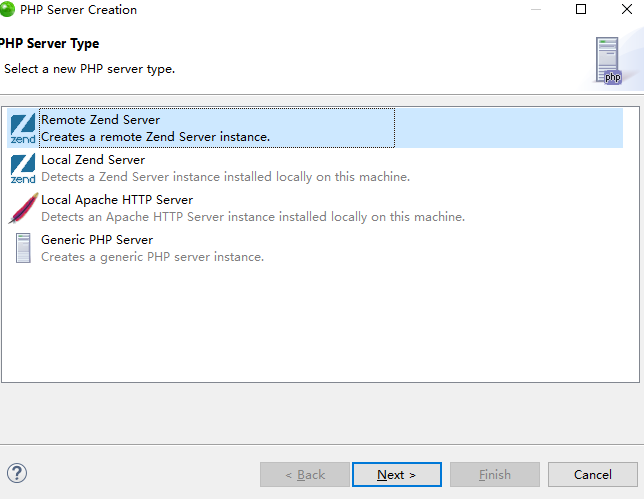 PHP Server Creation
PHP Server Type
Select a new PHP server type.
php
zend
Remote Zend Server
Creates a remote Zend Server instance.
zend
Local Zend Server
Detects a Zend Server instance installed locally on this machine.
Local Apache HTTP Server
Detects an Apache HTTP Server instance installed locally on this machine.
Generic PHP Server
Creates a generic PHP server instance.
?
< Back
Next >
Finish
Cancel